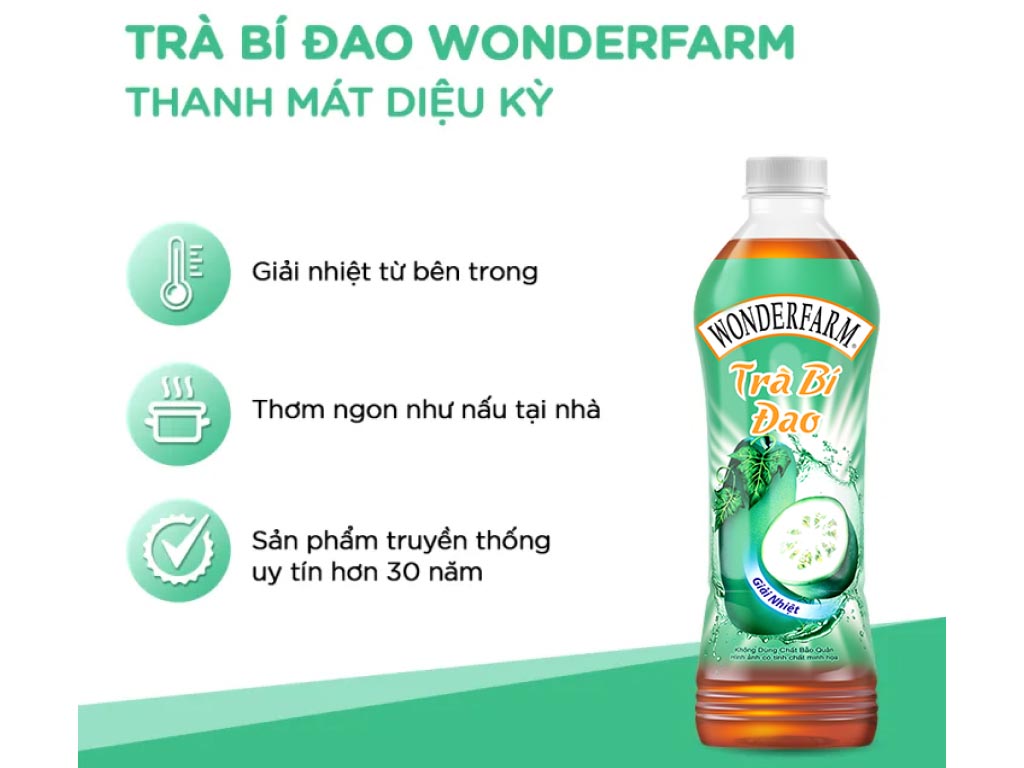 TRÀ BÍ ĐAO WONDERFARM
THANH MÁT DIỆU KỲ
Giải nhiệt từ bên trong
Thơm ngon như nấu tại nhà
Sản phẩm truyền thống
uy tín hơn 30 năm
WONDERFARM®
Trà Bí
Đao
Giải Nhiệt
Không Dùng Chất Bảo Quản
Hình ảnh có tính chất minh họa